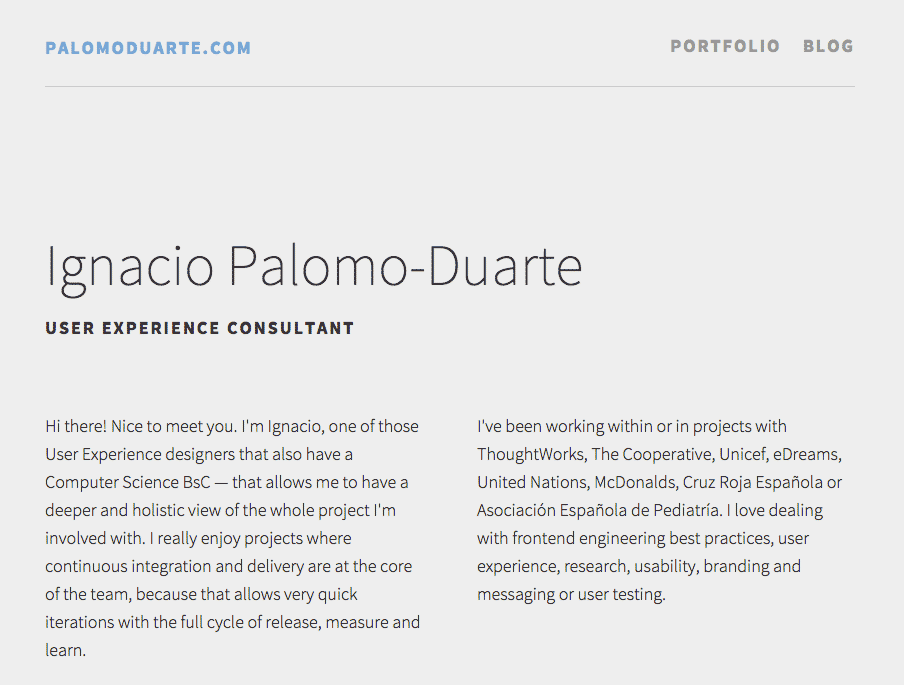 PALOMODUARTE.COM
PORTFOLIO BLOG
Ignacio Palomo-Duarte
USER EXPERIENCE CONSULTANT
Hi there! Nice to meet you. I'm Ignacio, one of those
User Experience designers that also have a
Computer Science BsC — that allows me to have a
deeper and holistic view of the whole project I'm
involved with. I really enjoy projects where
continuous integration and delivery are at the core
of the team, because that allows very quick
iterations with the full cycle of release, measure and
learn.
I've been working within or in projects with
ThoughtWorks, The Cooperative, Unicef, eDreams,
United Nations, McDonalds, Cruz Roja Española or
Asociación Española de Pediatría. I love dealing
with frontend engineering best practices, user
experience, research, usability, branding and
messaging or user testing.